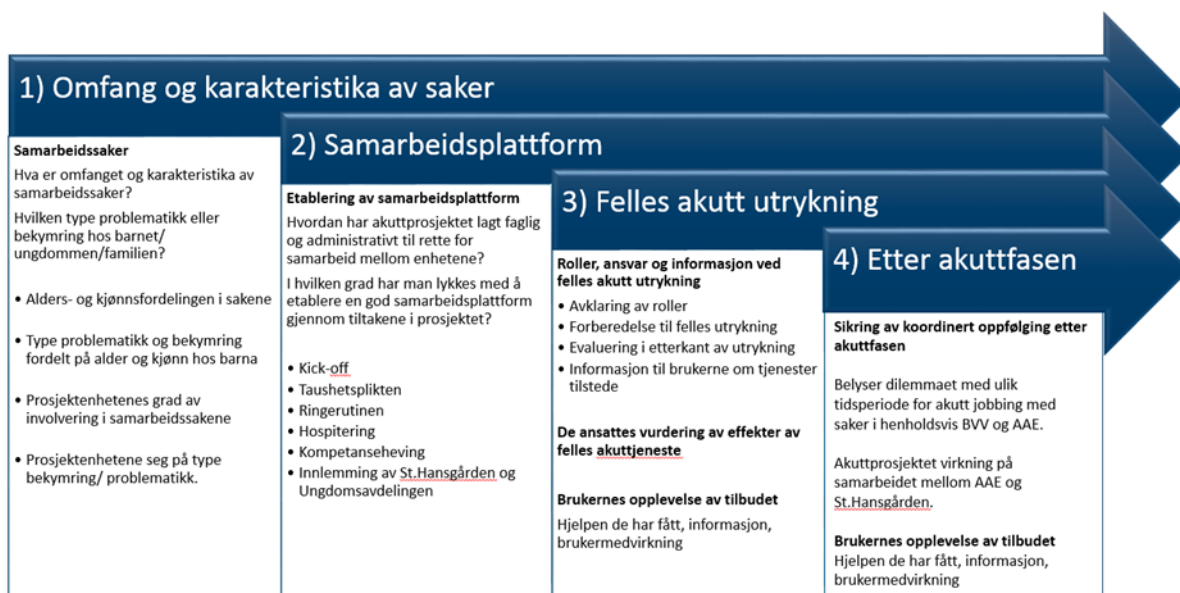 1) Omfang og karakteristika av saker
Samarbeidssaker
Hva er omfanget og karakteristika av
samarbeidssaker?
Hvilken type problematikk eller
bekymring hos barnet/
ungdommen/familien?
• Alders- og kjønnsfordelingen i sakene
• Type problematikk og bekymring
fordelt på alder og kjønn hos barna
• Prosjektenhetenes grad av
involvering i samarbeidssakene
• Prosjektenhetene seg på type
bekymring/ problematikk.
2) Samarbeidsplattform
Etablering av samarbeidsplattform
Hvordan har akuttprosjektet lagt faglig
og administrativt til rette for
samarbeid mellom enhetene?
I hvilken grad har man lykkes med å
etablere en god samarbeidsplattform
gjennom tiltakene i prosjektet?
• Kick-off
• Taushetsplikten
• Ringerutinen
• Hospitering
• Kompetanseheving
• Innlemming av St.Hansgården og
Ungdomsavdelingen
3) Felles akutt utrykning
Roller, ansvar og informasjon ved
felles akutt utrykning
• Avklaring av roller
• Forberedelse til felles utrykning
• Evaluering i etterkant av utrykning
• Informasjon til brukerne om tjenester
tilstede
De ansattes vurdering av effekter av
felles akuttjeneste
Brukernes opplevelse av tilbudet
Hjelpen de har fått, informasjon,
brukermedvirkning
4) Etter akuttfasen
Sikring av koordinert oppfølging etter
akuttfasen
Belyser dilemmaet med ulik
tidsperiode for akutt jobbing med
saker i henholdsvis BVV og AAE.
Akuttprosjektet virkning på
samarbeidet mellom AAE og
St.Hansgården.
Brukernes opplevelse av tilbudet
Hjelpen de har fått, informasjon,
brukermedvirkning